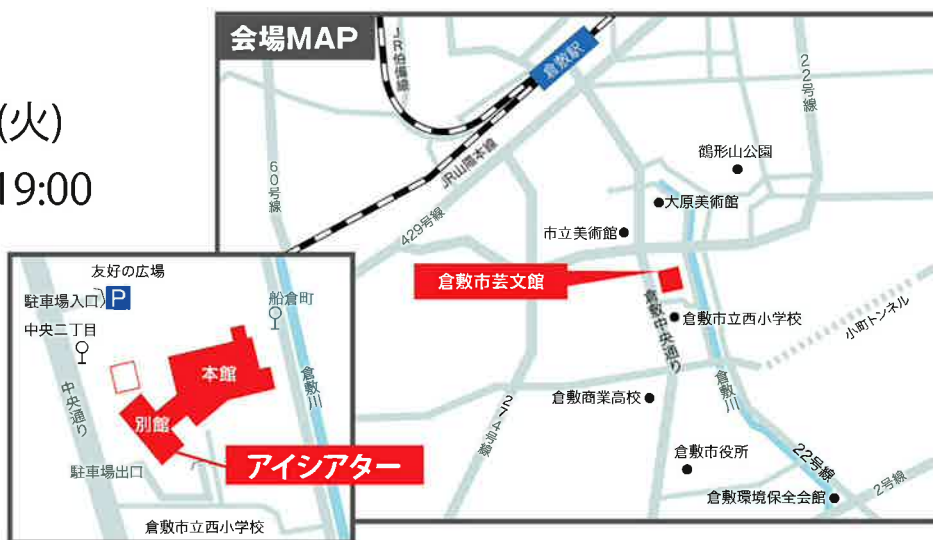 (火)
19:00
会場MAP
倉敷駅
JR伯備線
JR山陽本線
22号線
60号線
429号線
鶴形山公園
大原美術館
市立美術館
倉敷市芸文館
倉敷中央通り
倉敷市立西小学校
小町トンネル
倉敷商業高校
倉敷川
274号線
倉敷市役所
22号線
2号線
倉敷環境保全会館
友好の広場
駐車場入口
P
中央二丁目
船倉町
本館
別館
中央通り
倉敷川
アイシアター
駐車場出口
倉敷市立西小学校